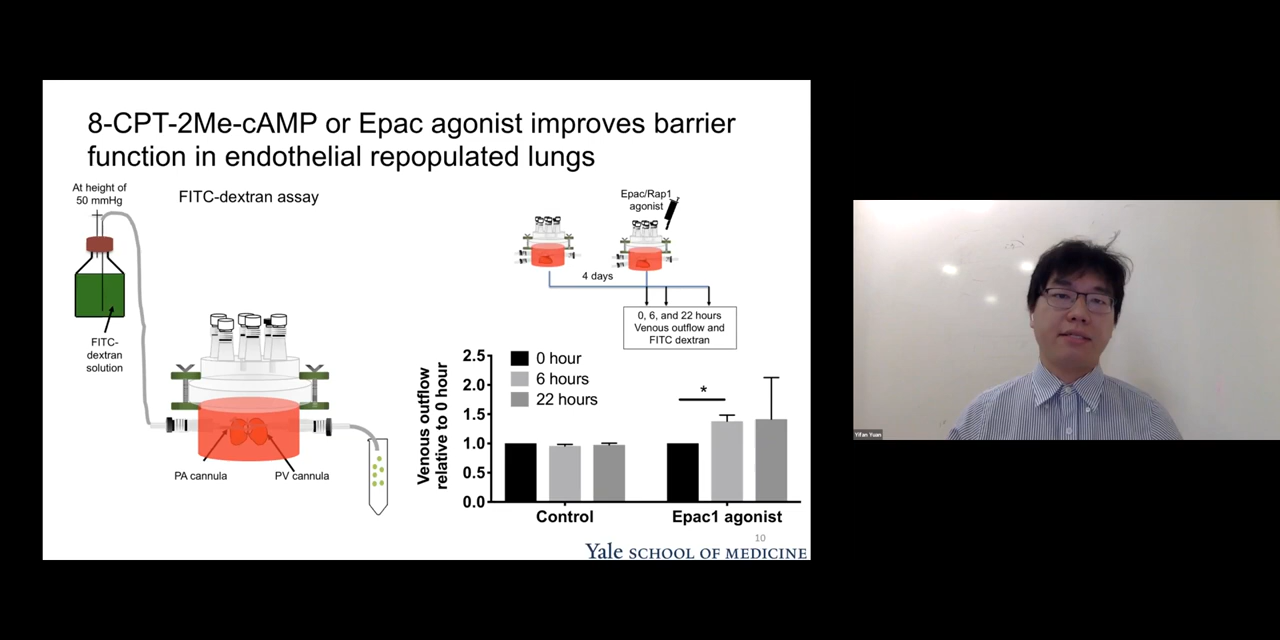 8-CPT-2Me-cAMP or Epac agonist improves barrier
function in endothelial repopulated lungs
At height of
50 mmHg
FITC-dextran assay
FITC-
dextran
solution
PA cannula
PV cannula
Epac/Rap1
agonist
4 days
0, 6, and 22 hours
Venous outflow and
FITC dextran
Venous outflow
relative to 0 hour
2.5
2.0
1.5
1.0
0.5
0.0
0 hour
6 hours
22 hours
*
Control
Epac1 agonist
10
Yale SCHOOL OF MEDICINE
Yifan Yuan